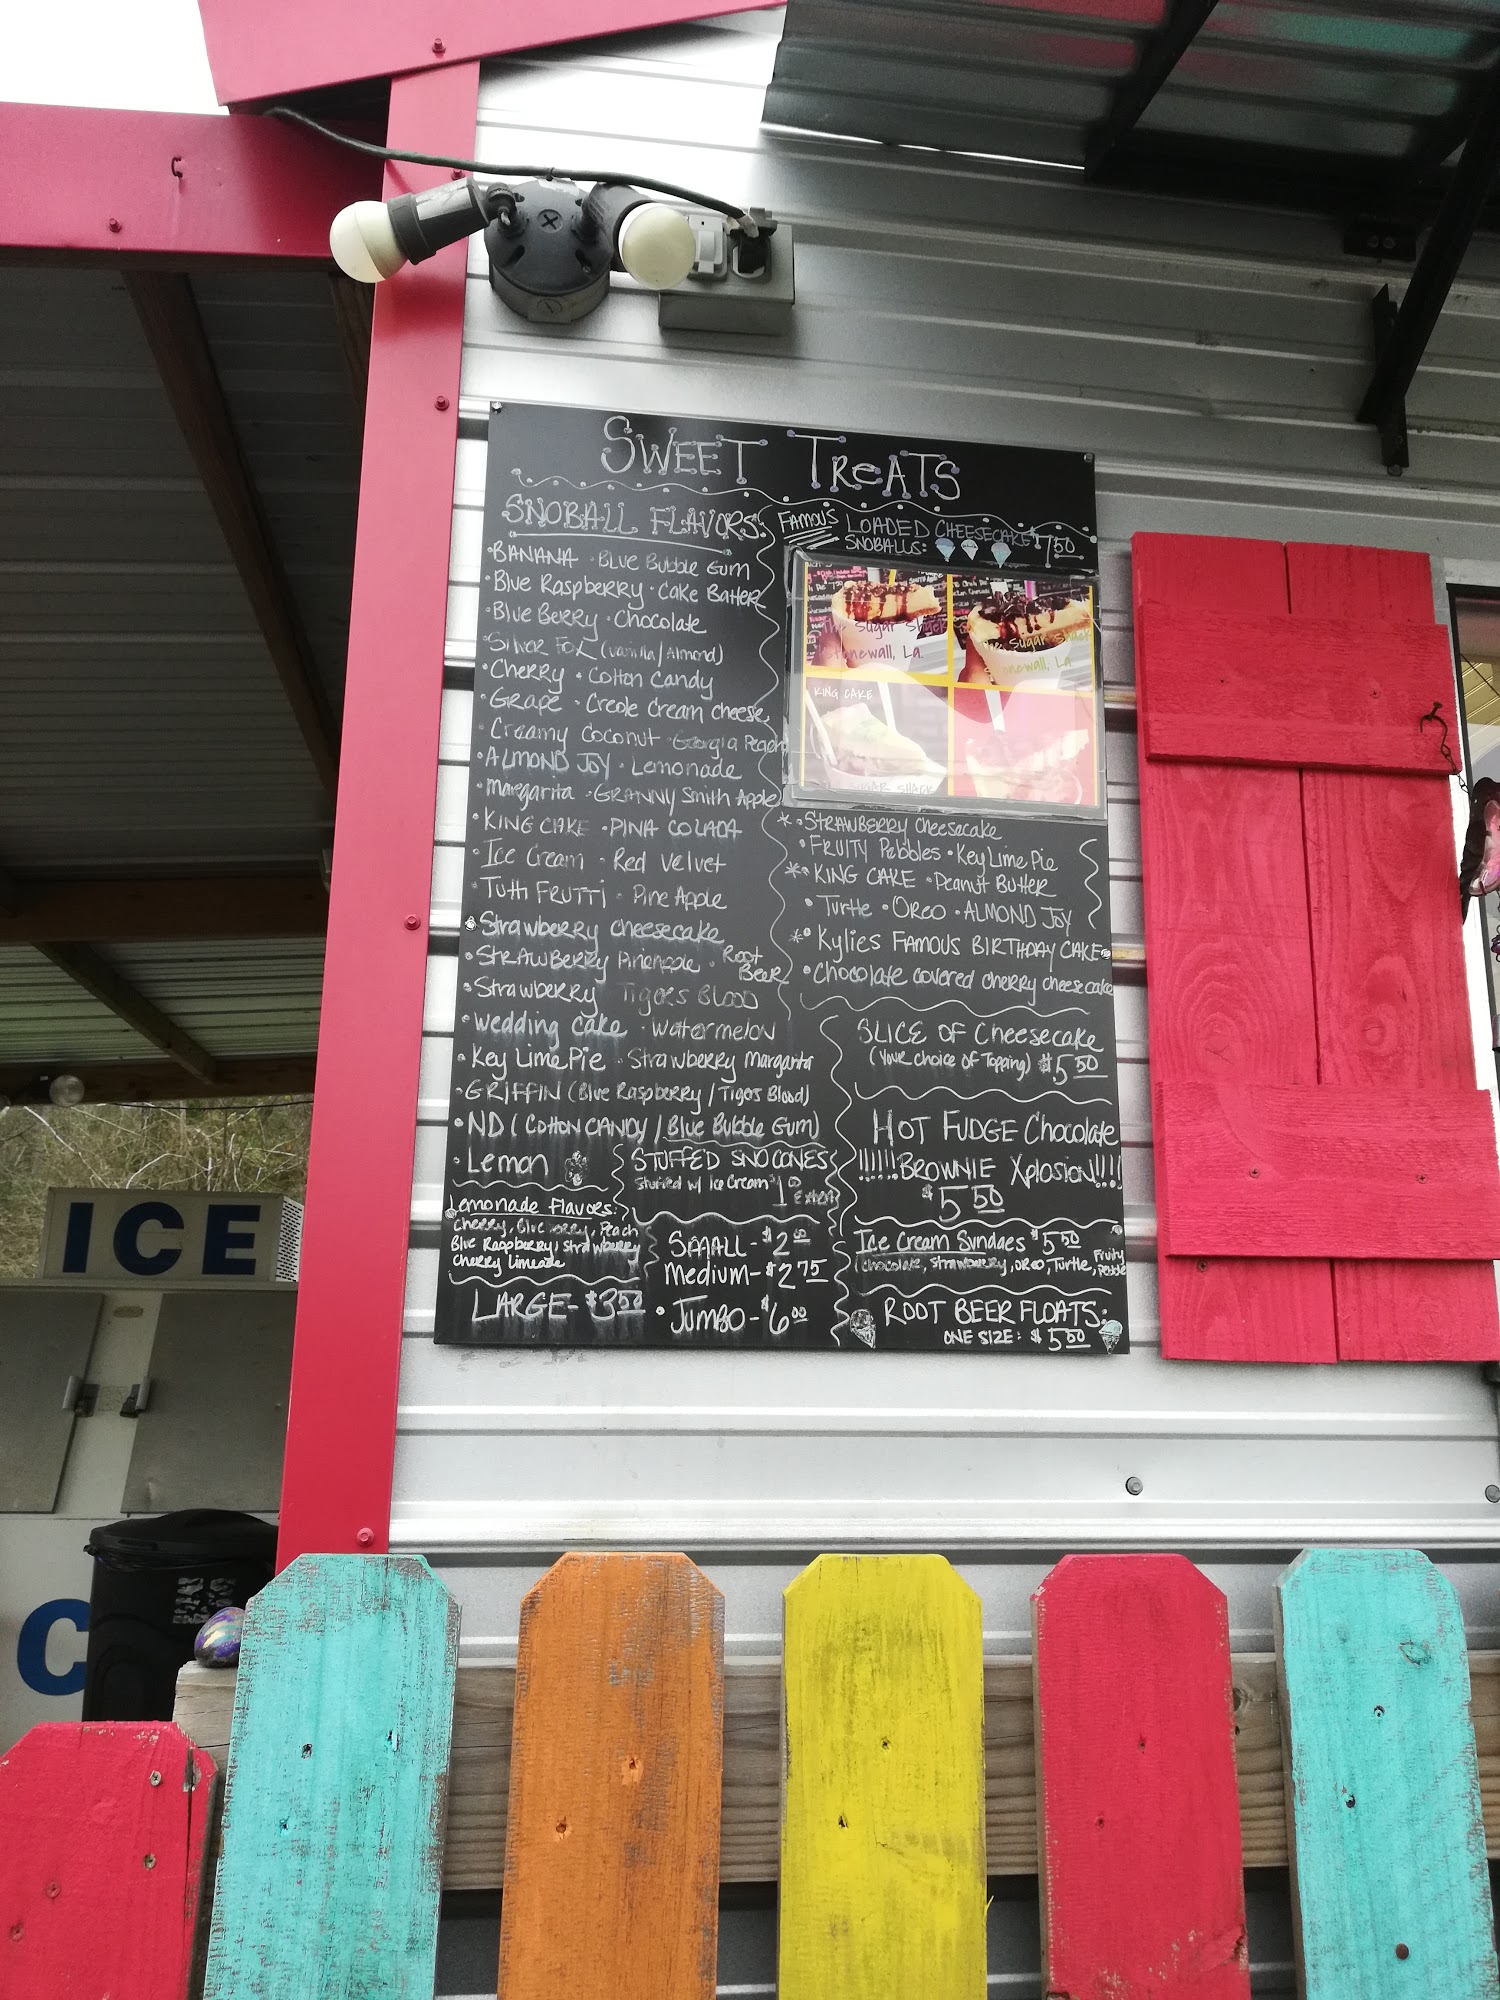 SWEET TREATS
SNOBALL FLAVORS:
• BANANA • Blue Bubble Gum
• Blue Raspberry • Cake Batter
• Blue Berry • Chocolate
• Silver Fox (Vanilla/Almond)
• Cherry • Cotton Candy
• Grape • Creole Cream Cheese,
• Creamy Coconut • Georgia Peach
• ALMOND JOY • Lemonade
• margarita • GRANNY Smith Apple
• KING CAKE • PINA COLADA
• Ice Cream • Red Velvet
• Tutti FRUTTi • Pine Apple
• Strawberry cheesecake
• StRAWBeRRY Pineapple • Root Beer
• Strawberry Tigers Blood
• wedding cake • watermelon
• Key Lime Pie • Strawberry Margarita
• GRIFFIN (Blue Raspberry / Tigers Blood)
• ND (COttON CANDY / Blue Bubble Gum)
• Lemon
Lemonade Flavors:
Cherry, Blue berry, Peach
Blue Raspberry, Strawberry
Cherry Limeade
STUFFED SNO CONES
Stuffed w/ Ice Cream $1.00 Extra
SMALL - $2.00
Medium - $2.75
LARGE - $3.50
• JUMBO - $6.00
FAMOUS LOADED CHEESECAKE
SNOBALLS: $7.50
The Sugar Shack
Stonewall, La.
The Sugar Shack
Stonewall, La
KING CAKE
SUGAR SHACK
* • STRAWBERRY cheesecake
• FRUITY Pebbles • Key Lime Pie
* • KING CAKE • Peanut Butter
• Turtle • OReo • ALMOND JOY
* • Kylies FAMOUS BIRTHDAY CAKE
• Chocolate covered cherry cheesecake
SLICE OF Cheesecake
(Your choice of Topping) $5.50
HOT FUDGE Chocolate
!!!!!! BROWNIE Xplosion!!!!
$5.50
Ice Cream Sundaes $5.50
Chocolate, Strawberry, OREO, Turtle, Fruity Pebble
ROOT BEER FLOATS:
ONE SIZE: $5.50
ICE
C